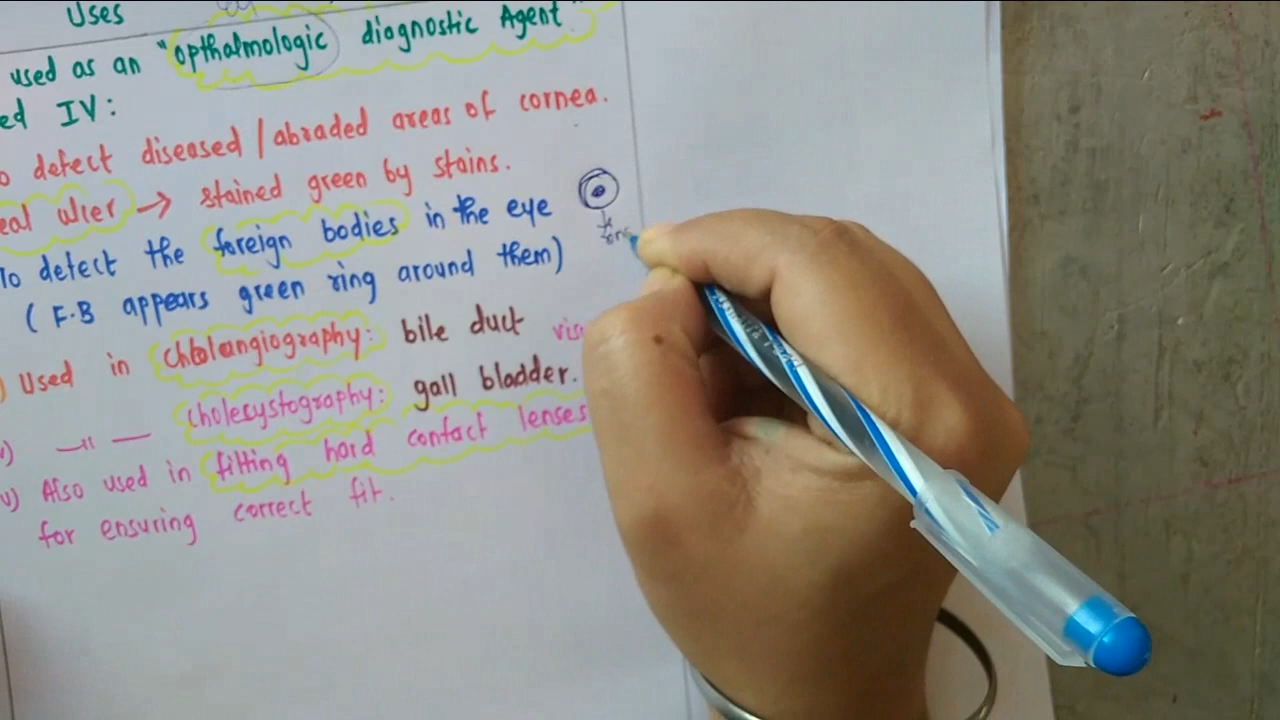 Uses
used as an "opthalmologic diagnostic Agent"
ed IV:
o detect diseased / abraded areas of cornea.
eal ulcer → stained green by stains.
To detect the foreign bodies in the eye
( F.B appears green ring around them)
) Used in cholangiography: bile duct vis
v) —"— cholecystography: gall bladder.
v) Also used in fitting hard contact lenses
for ensuring correct fit.